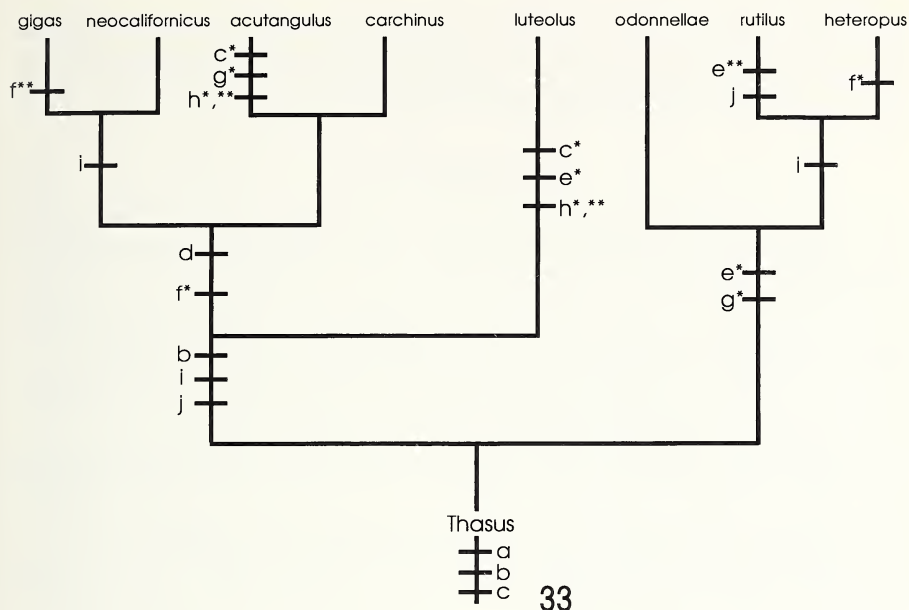 gigas neocalifornicus acutangulus carchinus luteolus odonnellae rutilus heteropus
c*
g*
h*,**
f**
e**
j
f*
i
c*
e*
h*,**
i
d
f*
e*
g*
b
i
j
Thasus
a
b
c
33